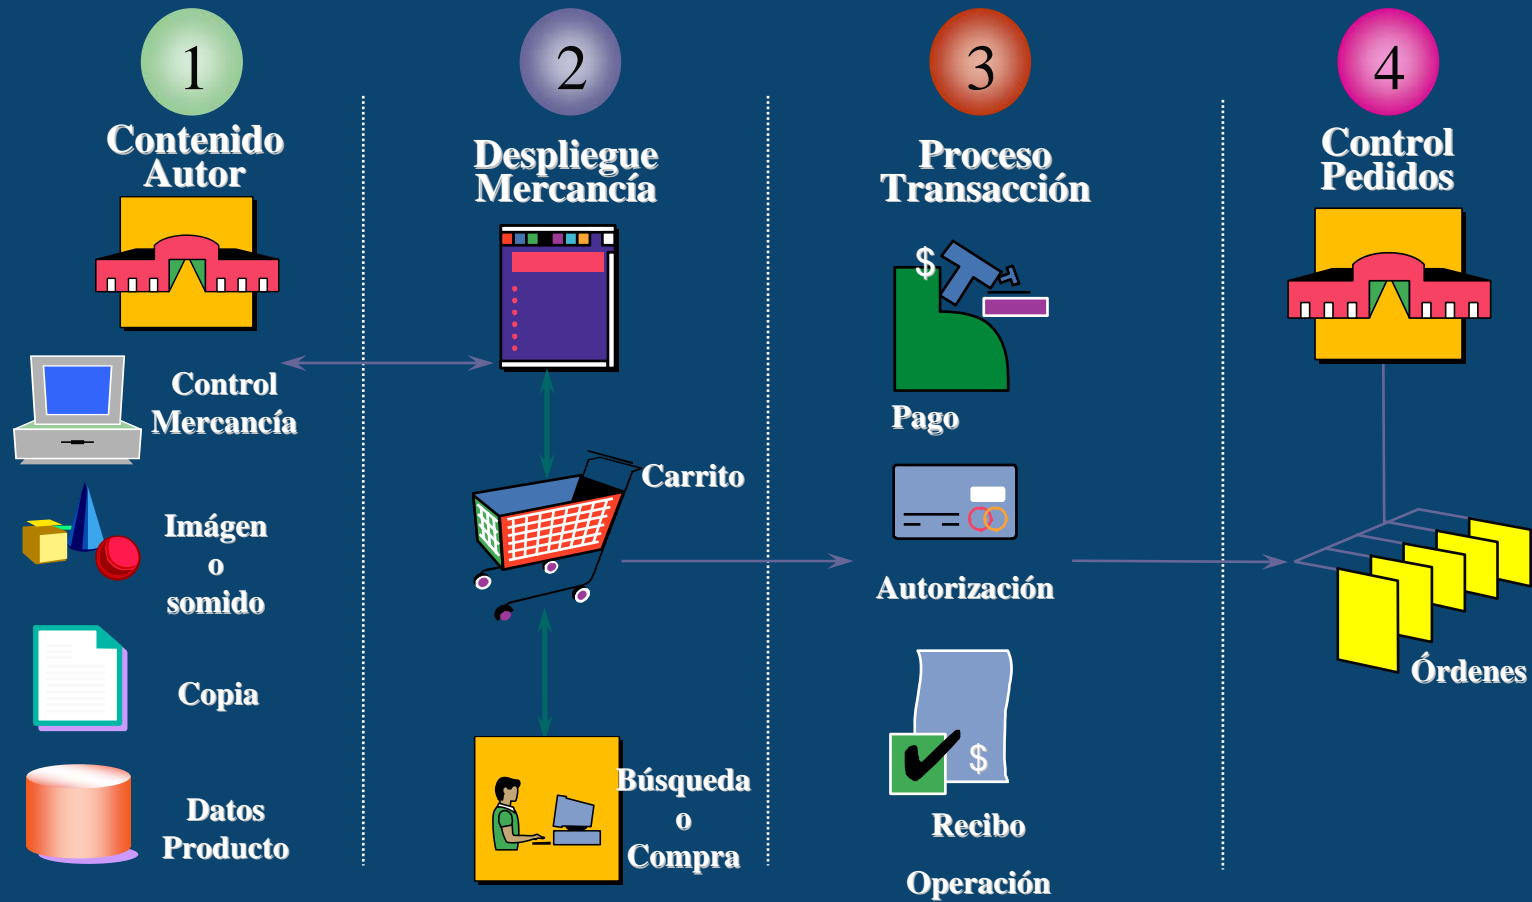 1
Contenido
Autor
Control
Mercancía
Imágen
o
somido
Copia
Datos
Producto
2
Despliegue
Mercancía
Carrito
Búsqueda
o
Compra
3
Proceso
Transacción
$
Pago
Autorización
$
Recibo
Operación
4
Control
Pedidos
Órdenes